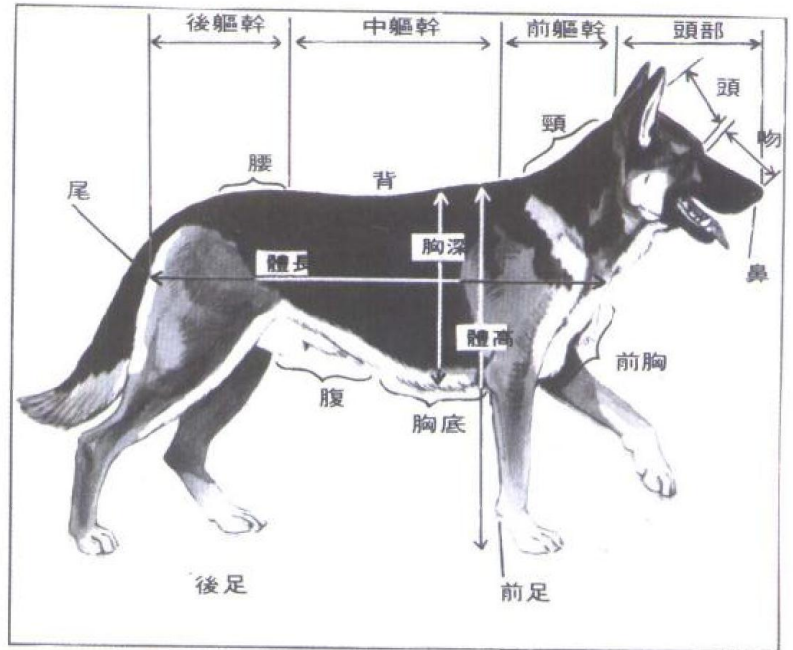 後軀幹
中軀幹
前軀幹
頭部
頭
吻
頸
腰
背
尾
胸深
體長
鼻
體高
前胸
腹
胸底
後足
前足